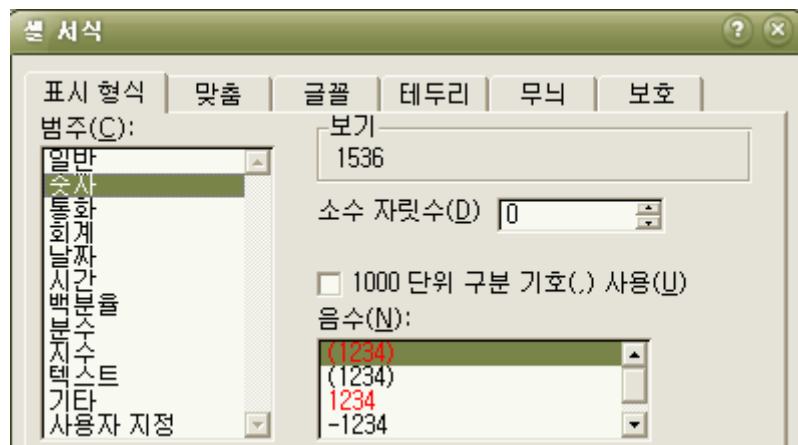 셀 서식
표시 형식 맞춤 글꼴 테두리 무늬 보호
범주(C):
일반
숫자
통화
회계
날짜
시간
백분율
분수
지수
텍스트
기타
사용자 지정
보기
1536
소수 자릿수(D) 0
1000 단위 구분 기호(,) 사용(U)
음수(N):
(1234)
(1234)
1234
-1234